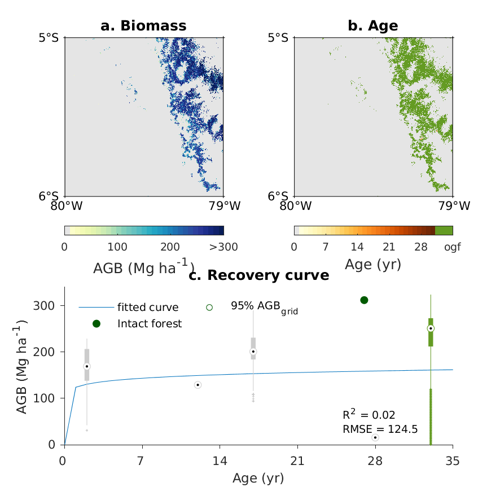 a. Biomass
b. Age
5°S
5°S
6°S
6°S
80°W 79°W
80°W 79°W
0 100 200 >300
0 7 14 21 28 ogf
AGB (Mg ha⁻¹)
Age (yr)
c. Recovery curve
fitted curve
95% AGB_grid
Intact forest
300
200
100
0
AGB (Mg ha⁻¹)
R² = 0.02
RMSE = 124.5
0 7 14 21 28 35
Age (yr)